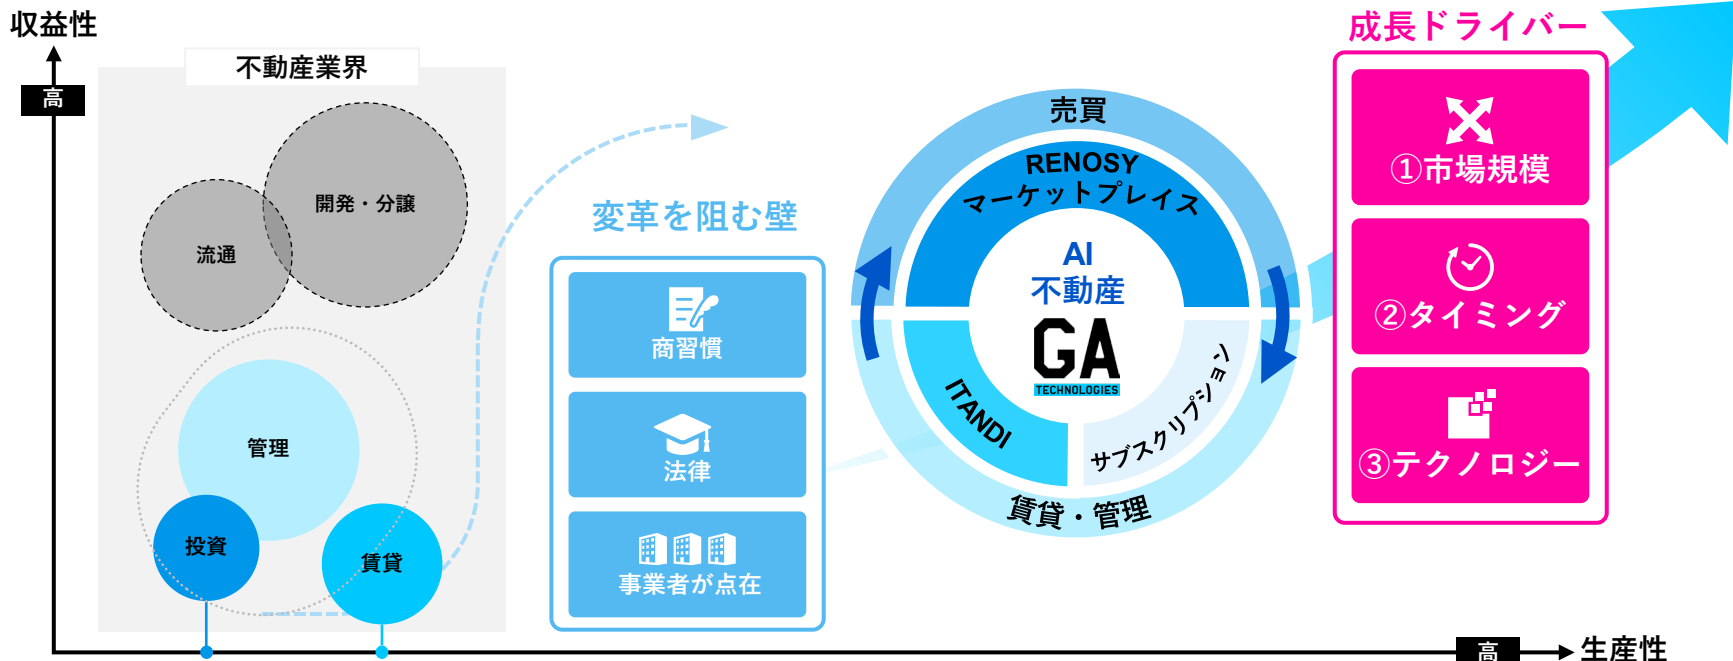 収益性
高
不動産業界
開発・分譲
流通
管理
投資
賃貸
変革を阻む壁
商習慣
法律
事業者が点在
売買
RENOSY
マーケットプレイス
AI
不動産
GA
TECHNOLOGIES
ITANDI
サブスクリプション
賃貸・管理
成長ドライバー
①市場規模
②タイミング
③テクノロジー
高
生産性